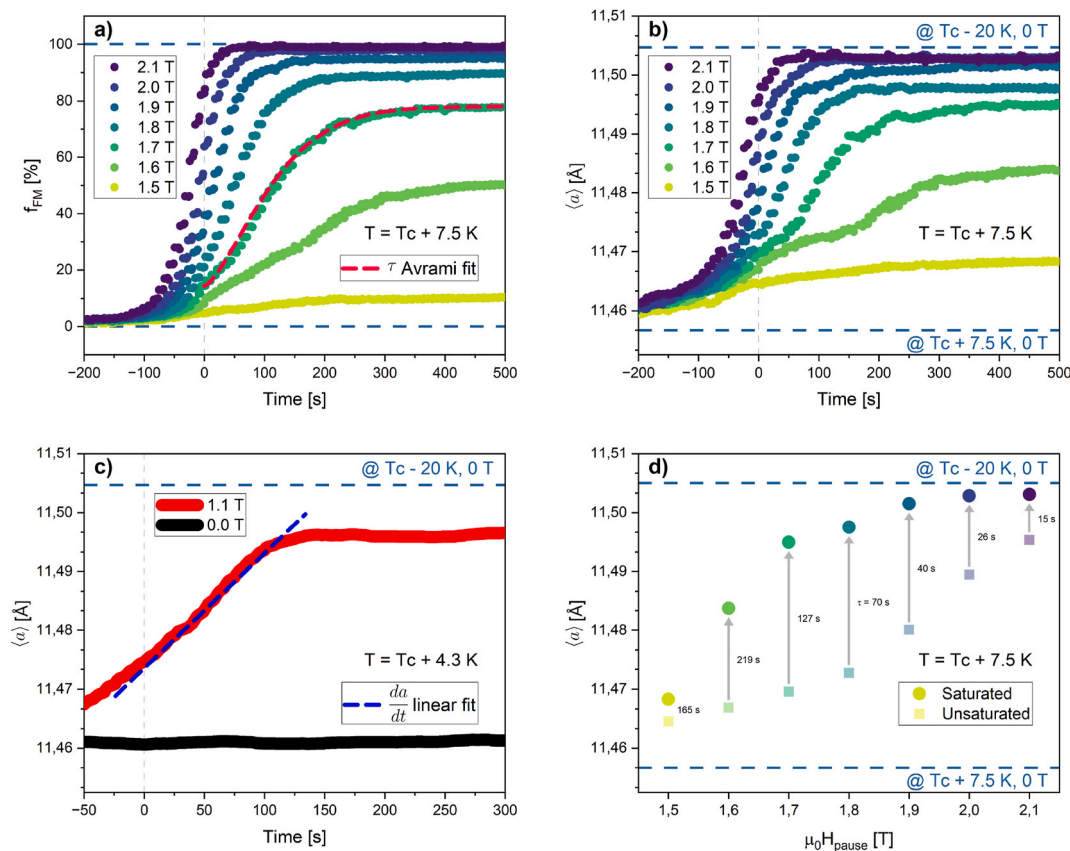 a)
100
80
60
40
20
0
f_FM [%]
2.1 T
2.0 T
1.9 T
1.8 T
1.7 T
1.6 T
1.5 T
T = Tc + 7.5 K
τ Avrami fit
−200 −100 0 100 200 300 400 500
Time [s]
b)
@ Tc - 20 K, 0 T
11,51
11,50
11,49
11,48
11,47
11,46
⟨a⟩ [Å]
2.1 T
2.0 T
1.9 T
1.8 T
1.7 T
1.6 T
1.5 T
T = Tc + 7.5 K
@ Tc + 7.5 K, 0 T
−200 −100 0 100 200 300 400 500
Time [s]
c)
@ Tc - 20 K, 0 T
11,51
11,50
11,49
11,48
11,47
11,46
⟨a⟩ [Å]
1.1 T
0.0 T
T = Tc + 4.3 K
da/dt linear fit
−50 0 50 100 150 200 250 300
Time [s]
d)
@ Tc - 20 K, 0 T
11,51
11,50
11,49
11,48
11,47
11,46
⟨a⟩ [Å]
165 s
219 s
127 s
τ = 70 s
40 s
26 s
15 s
T = Tc + 7.5 K
Saturated
Unsaturated
@ Tc + 7.5 K, 0 T
1,5 1,6 1,7 1,8 1,9 2,0 2,1
μ₀H_pause [T]